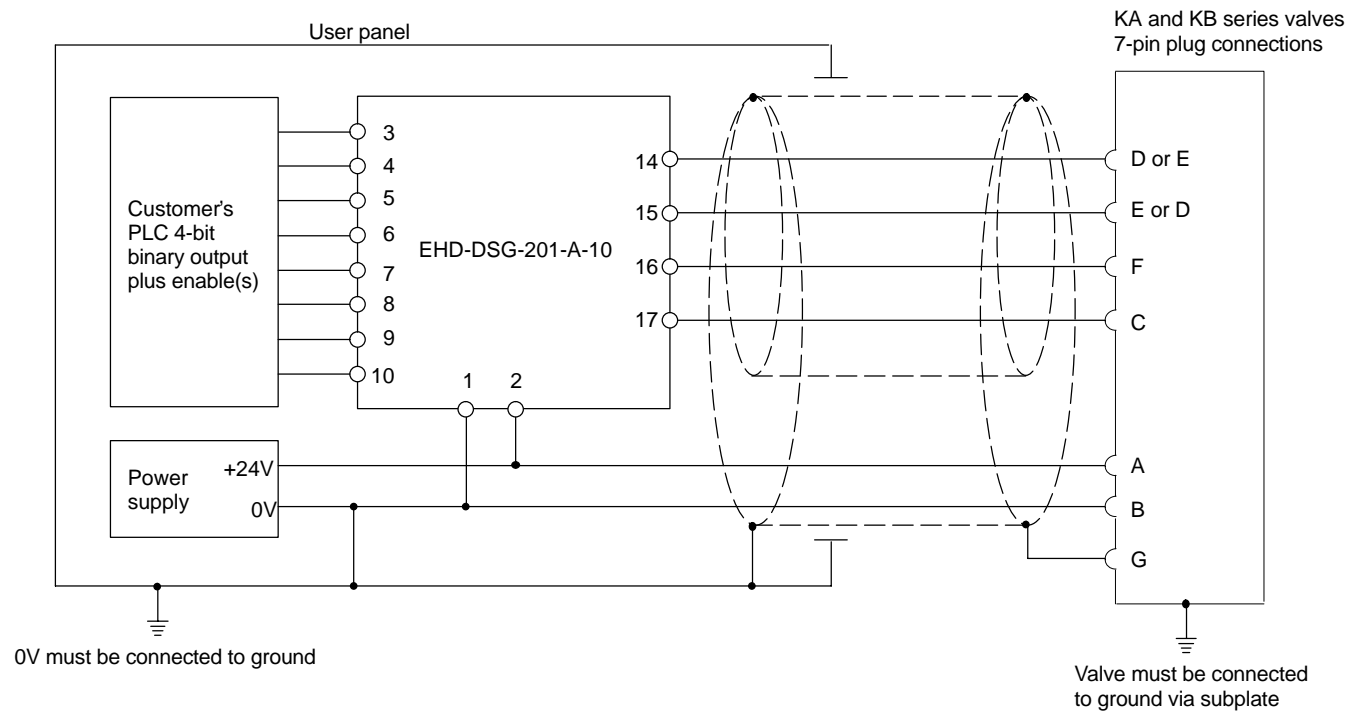 KA and KB series valves
7-pin plug connections
User panel
Customer's
PLC 4-bit
binary output
plus enable(s)
3
4
5
6
7
8
9
10
EHD-DSG-201-A-10
14
15
16
17
1 2
D or E
E or D
F
C
A
B
G
Power
supply
+24V
0V
0V must be connected to ground
Valve must be connected
to ground via subplate